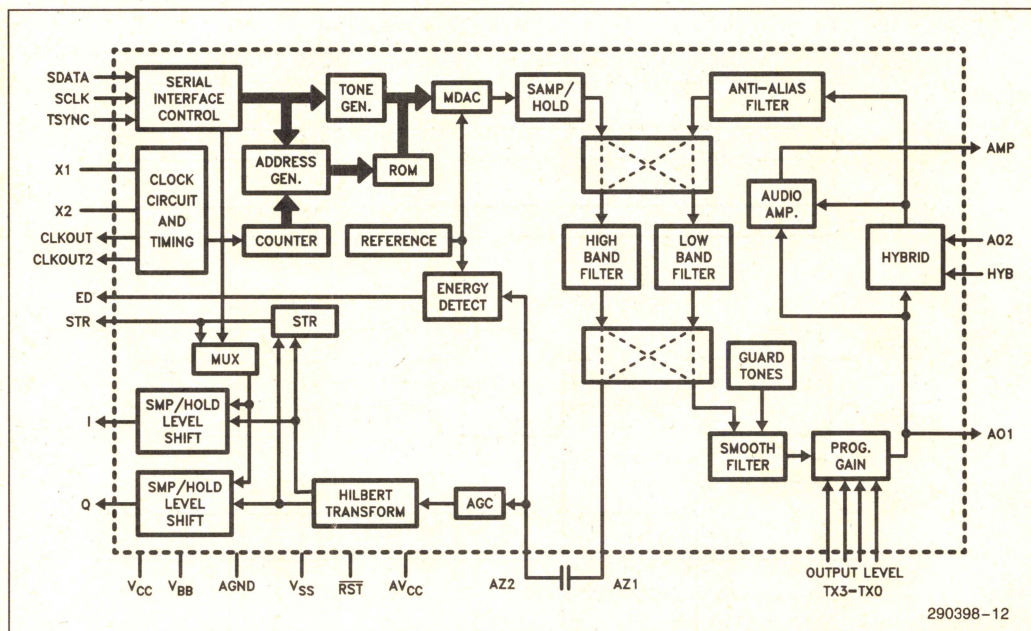 SDATA
SCLK
TSYNC
SERIAL
INTERFACE
CONTROL
TONE
GEN.
MDAC
SAMP/
HOLD
ANTI-ALIAS
FILTER
AMP
X1
X2
CLKOUT
CLKOUT2
CLOCK
CIRCUIT
AND
TIMING
ADDRESS
GEN.
ROM
AUDIO
AMP.
COUNTER
REFERENCE
HIGH
BAND
FILTER
LOW
BAND
FILTER
HYBRID
AO2
HYB
ED
ENERGY
DETECT
STR
STR
MUX
GUARD
TONES
I
SMP/HOLD
LEVEL
SHIFT
SMOOTH
FILTER
PROG.
GAIN
AO1
Q
SMP/HOLD
LEVEL
SHIFT
HILBERT
TRANSFORM
AGC
VCC
VBB
AGND
VSS
RST
AVCC
AZ2
AZ1
OUTPUT LEVEL
TX3-TX0
290398-12